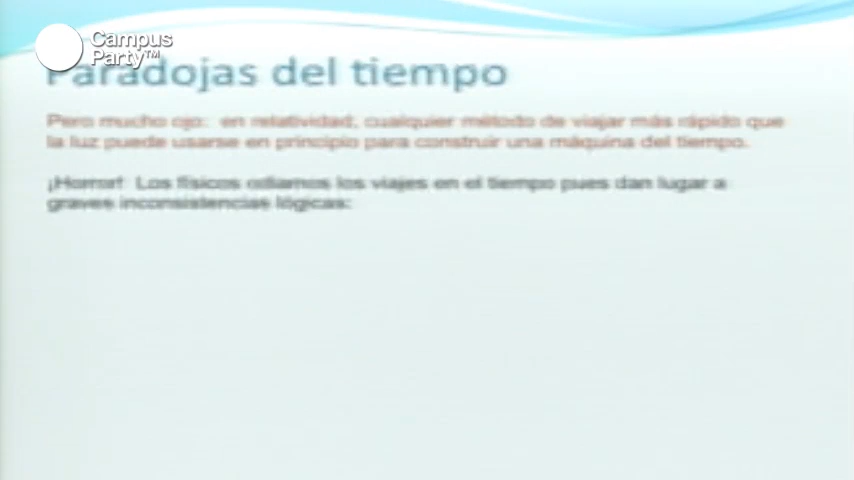 Campus
Party™
Paradojas del tiempo
Pero mucho ojo: en relatividad, cualquier método de viajar más rápido que
la luz puede usarse en principio para construir una máquina del tiempo.
¡Horror! Los físicos odiamos los viajes en el tiempo pues dan lugar a
graves inconsistencias lógicas: